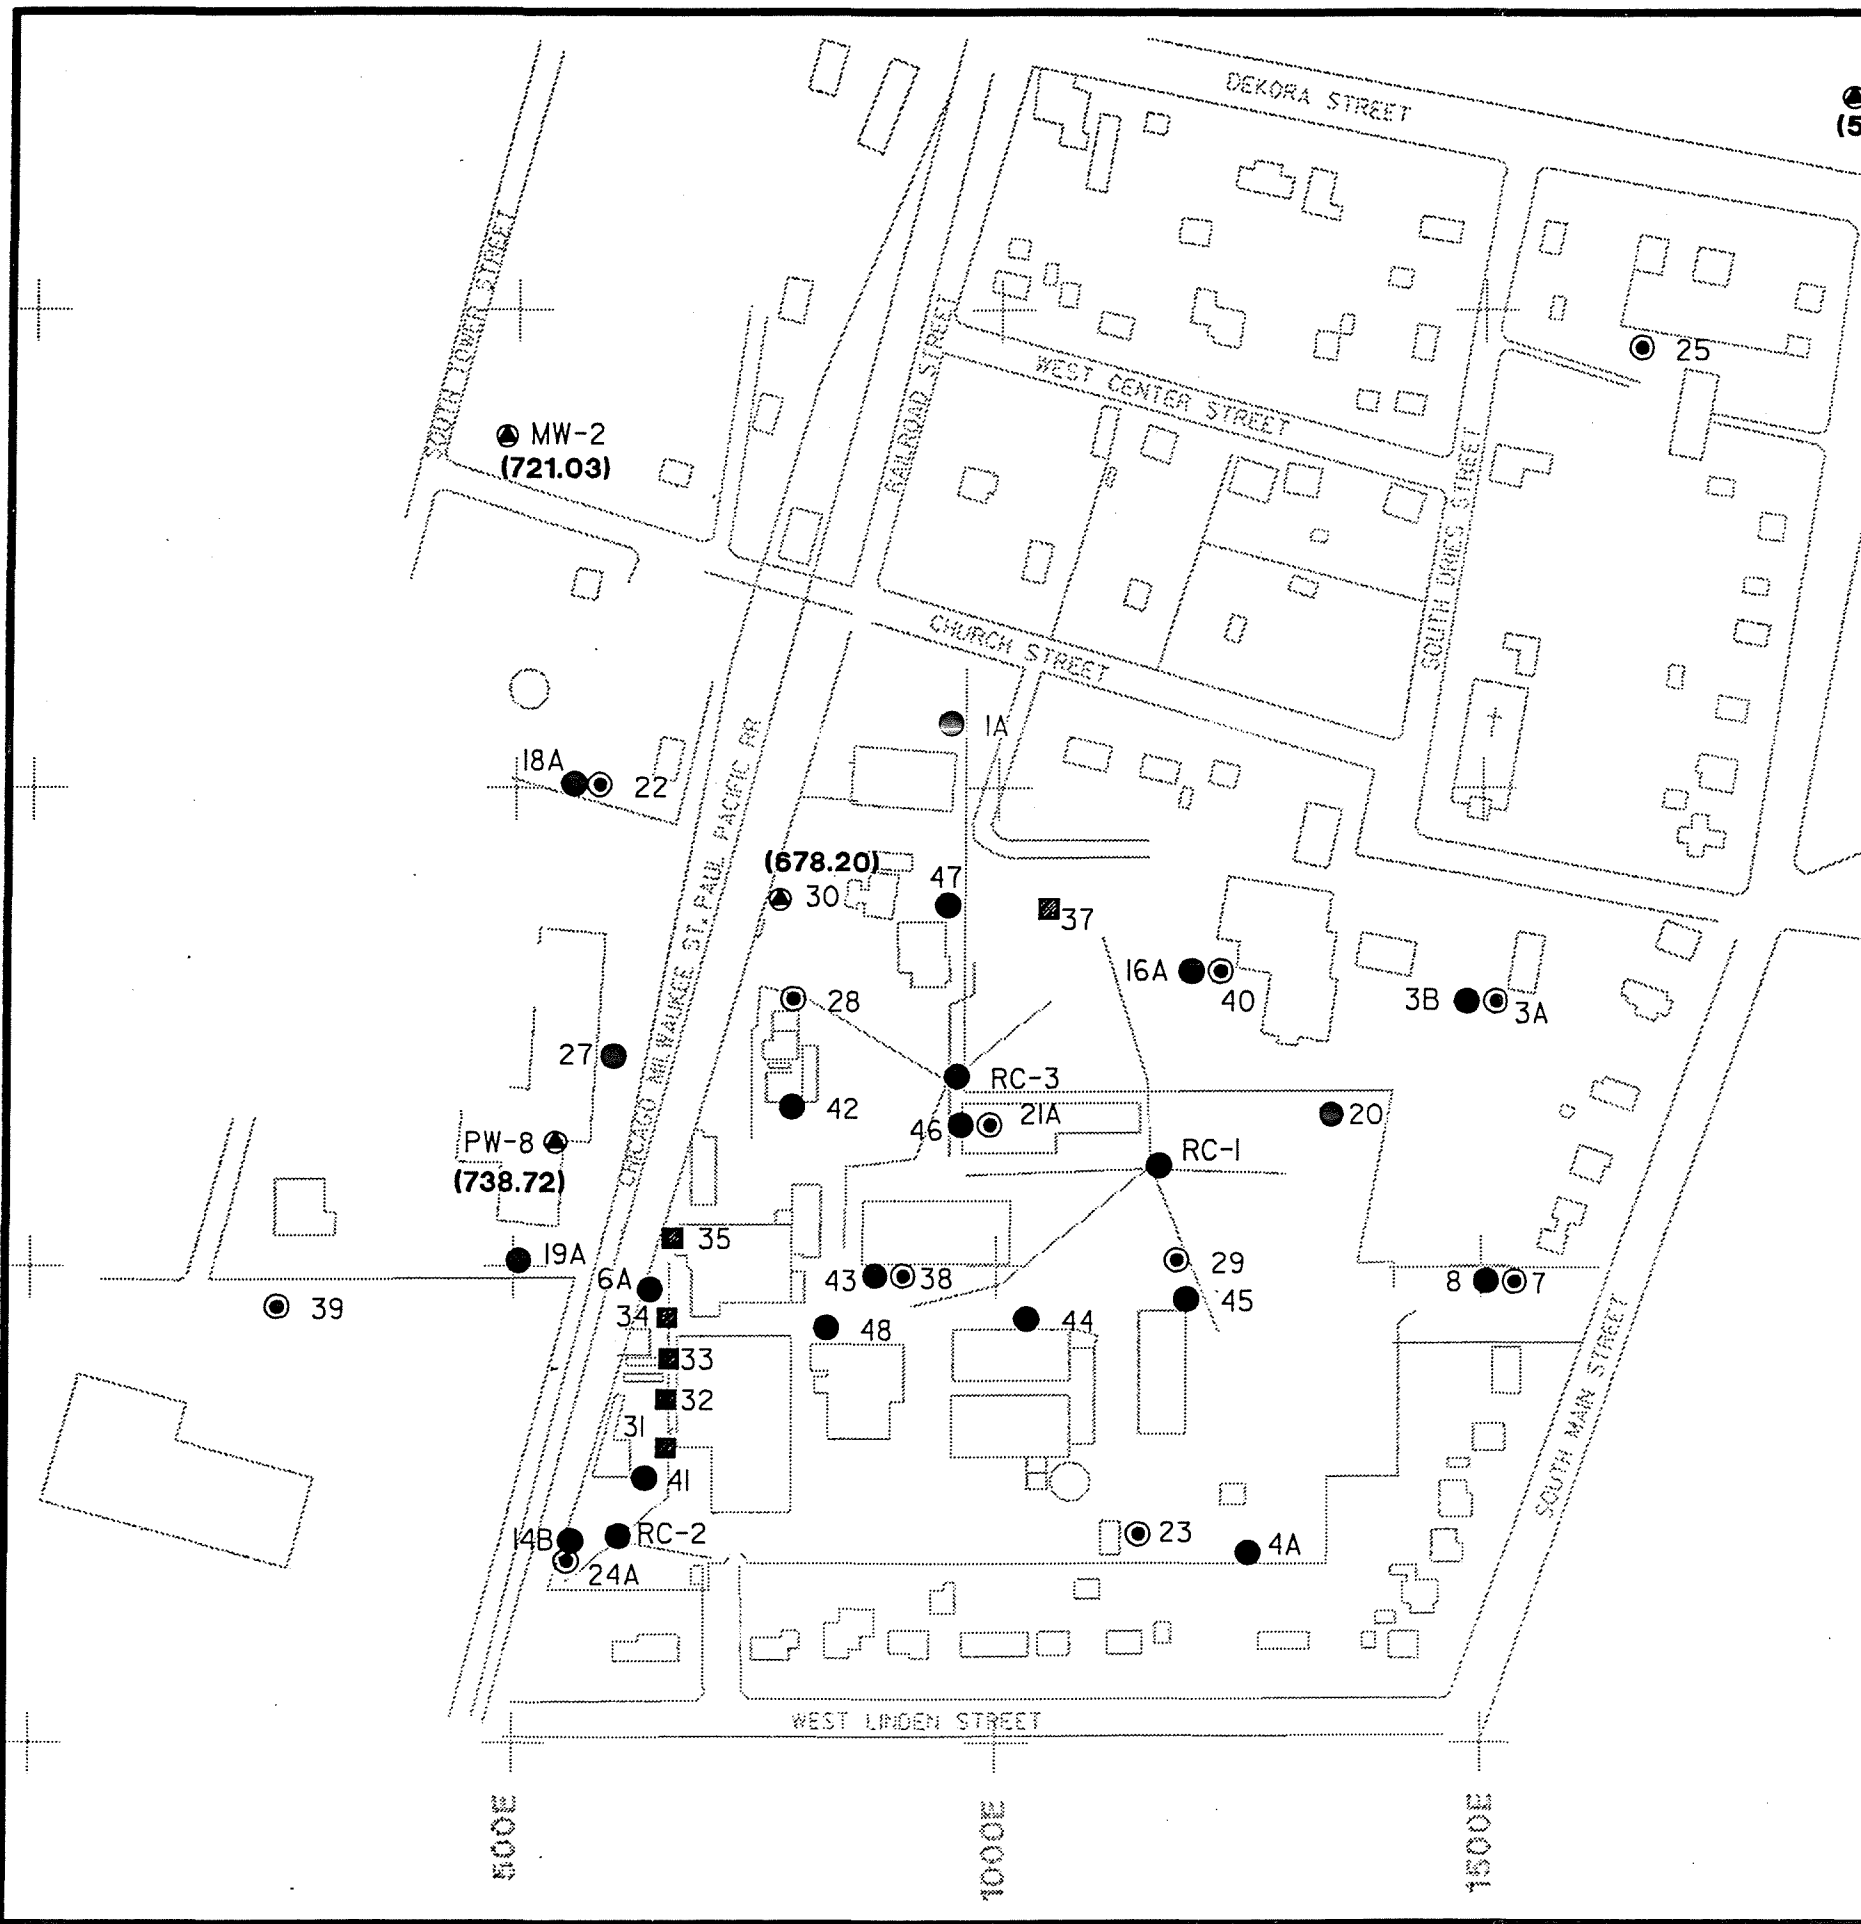 DEKORA STREET
(5
SOUTH TOWER STREET
RAILROAD STREET
25
WEST CENTER STREET
MW-2
(721.03)
SOUTH DRIES STREET
CHURCH STREET
1A
18A
22
CHICAGO MILWAUKEE ST. PAUL PACIFIC RR
(678.20)
30
47
37
16A
40
3B
3A
28
27
RC-3
42
21A
46
20
PW-8
(738.72)
RC-1
35
19A
29
6A
43
38
8
7
39
45
34
48
44
33
32
31
41
SOUTH MAIN STREET
14B
RC-2
23
4A
24A
WEST LINDEN STREET
500E
1000E
1500E